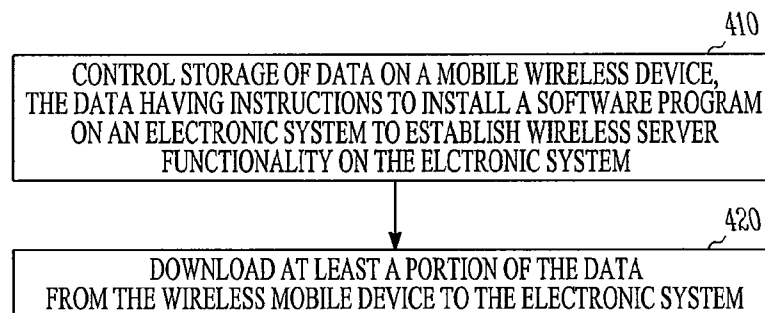 410
CONTROL STORAGE OF DATA ON A MOBILE WIRELESS DEVICE,
THE DATA HAVING INSTRUCTIONS TO INSTALL A SOFTWARE PROGRAM
ON AN ELECTRONIC SYSTEM TO ESTABLISH WIRELESS SERVER
FUNCTIONALITY ON THE ELCTRONIC SYSTEM
420
DOWNLOAD AT LEAST A PORTION OF THE DATA
FROM THE WIRELESS MOBILE DEVICE TO THE ELECTRONIC SYSTEM